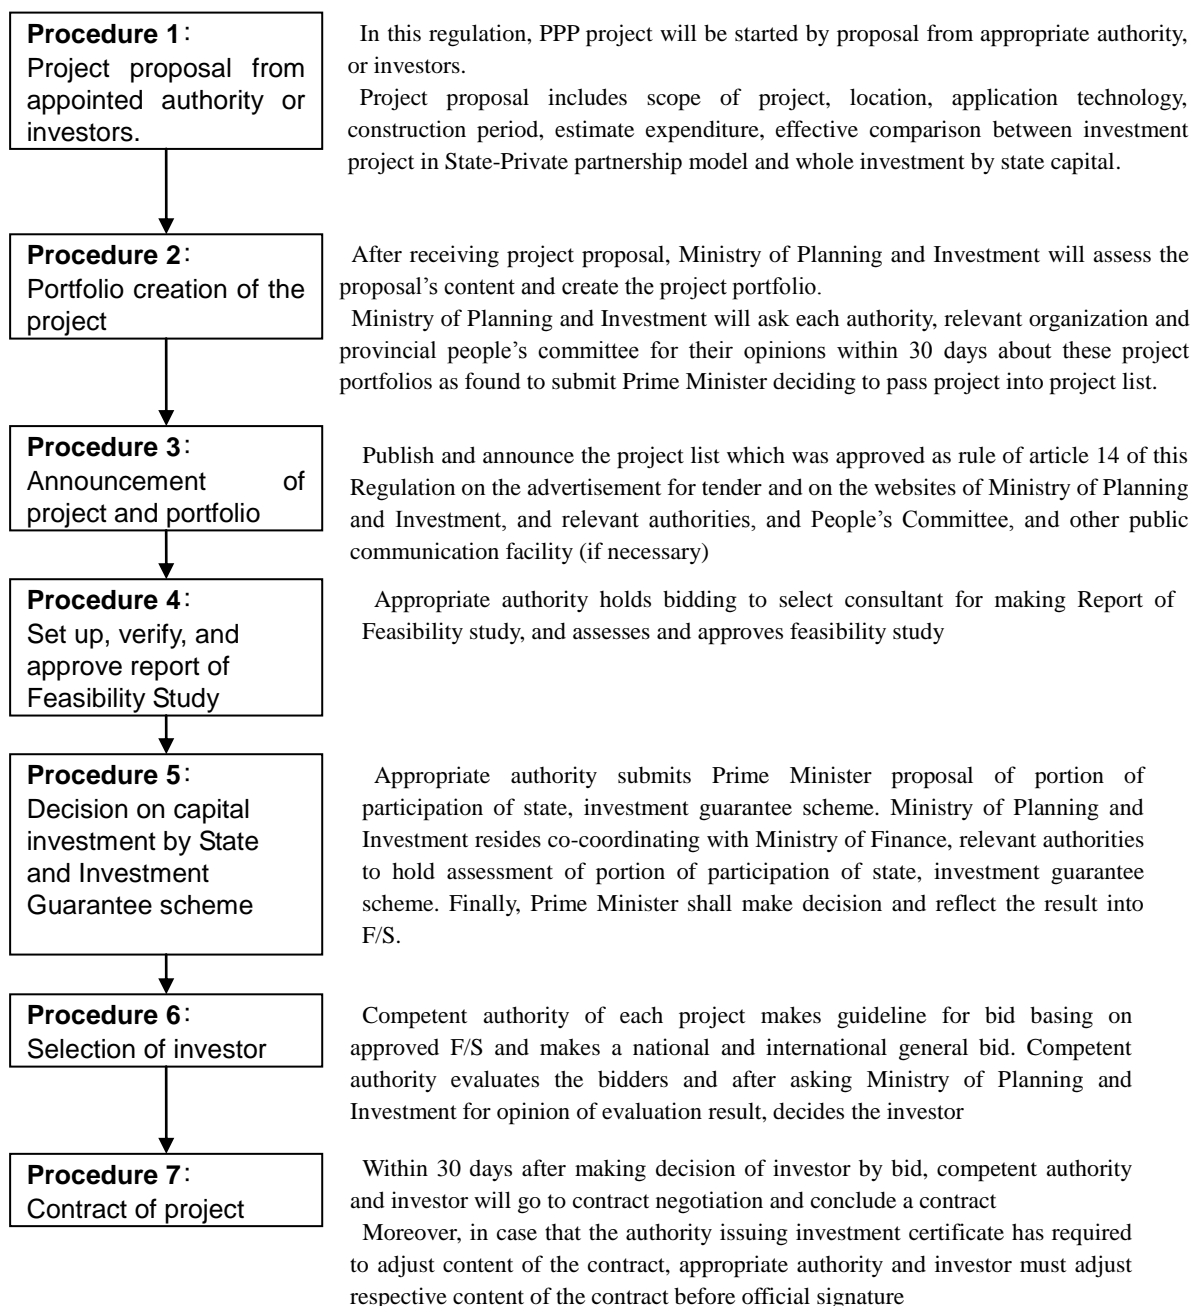 Procedure 1:
Project proposal from
appointed authority or
investors.
In this regulation, PPP project will be started by proposal from appropriate authority,
or investors.
Project proposal includes scope of project, location, application technology,
construction period, estimate expenditure, effective comparison between investment
project in State-Private partnership model and whole investment by state capital.
Procedure 2:
Portfolio creation of the
project
After receiving project proposal, Ministry of Planning and Investment will assess the
proposal's content and create the project portfolio.
Ministry of Planning and Investment will ask each authority, relevant organization and
provincial people's committee for their opinions within 30 days about these project
portfolios as found to submit Prime Minister deciding to pass project into project list.
Procedure 3:
Announcement of
project and portfolio
Publish and announce the project list which was approved as rule of article 14 of this
Regulation on the advertisement for tender and on the websites of Ministry of Planning
and Investment, and relevant authorities, and People's Committee, and other public
communication facility (if necessary)
Procedure 4:
Set up, verify, and
approve report of
Feasibility Study
Appropriate authority holds bidding to select consultant for making Report of
Feasibility study, and assesses and approves feasibility study
Procedure 5:
Decision on capital
investment by State
and Investment
Guarantee scheme
Appropriate authority submits Prime Minister proposal of portion of
participation of state, investment guarantee scheme. Ministry of Planning and
Investment resides co-coordinating with Ministry of Finance, relevant authorities
to hold assessment of portion of participation of state, investment guarantee
scheme. Finally, Prime Minister shall make decision and reflect the result into
F/S.
Procedure 6:
Selection of investor
Competent authority of each project makes guideline for bid basing on
approved F/S and makes a national and international general bid. Competent
authority evaluates the bidders and after asking Ministry of Planning and
Investment for opinion of evaluation result, decides the investor
Procedure 7:
Contract of project
Within 30 days after making decision of investor by bid, competent authority
and investor will go to contract negotiation and conclude a contract
Moreover, in case that the authority issuing investment certificate has required
to adjust content of the contract, appropriate authority and investor must adjust
respective content of the contract before official signature